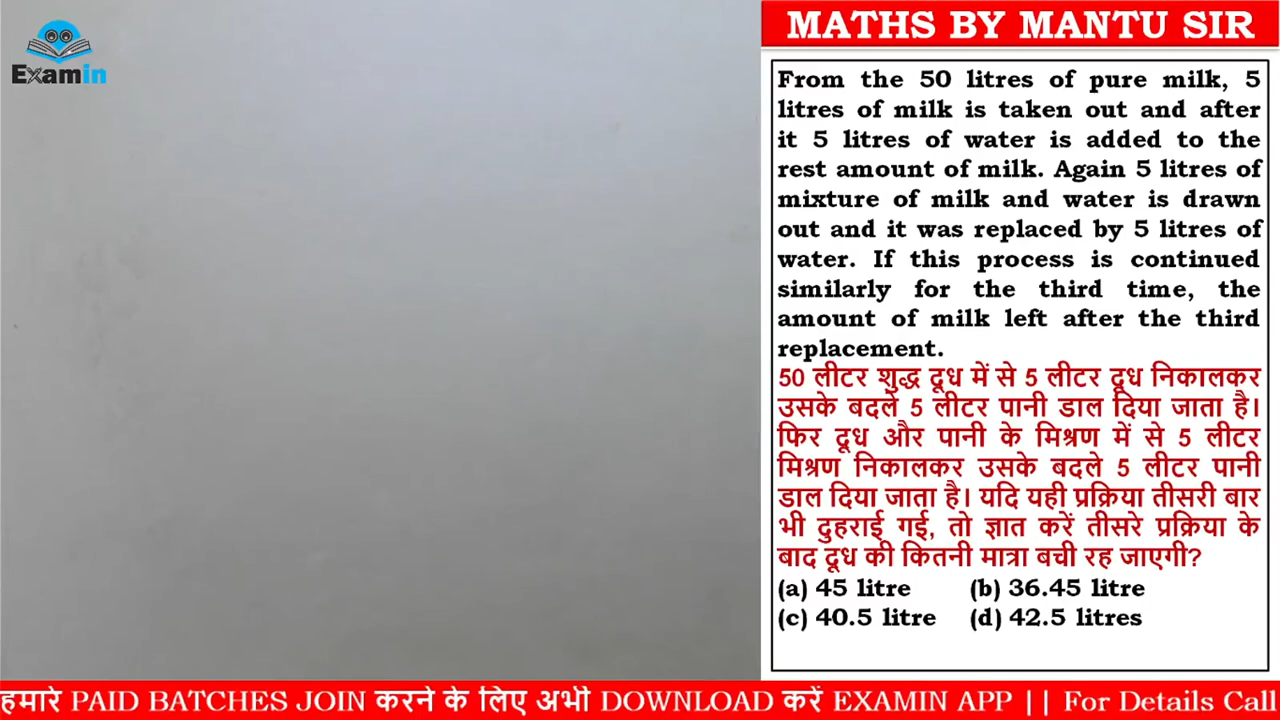 Examin
MATHS BY MANTU SIR
From the 50 litres of pure milk, 5
litres of milk is taken out and after
it 5 litres of water is added to the
rest amount of milk. Again 5 litres of
mixture of milk and water is drawn
out and it was replaced by 5 litres of
water. If this process is continued
similarly for the third time, the
amount of milk left after the third
replacement.
50 लीटर शुद्ध दूध में से 5 लीटर दूध निकालकर
उसके बदले 5 लीटर पानी डाल दिया जाता है।
फिर दूध और पानी के मिश्रण में से 5 लीटर
मिश्रण निकालकर उसके बदले 5 लीटर पानी
डाल दिया जाता है। यदि यही प्रक्रिया तीसरी बार
भी दुहराई गई, तो ज्ञात करें तीसरे प्रक्रिया के
बाद दूध की कितनी मात्रा बची रह जाएगी?
(a) 45 litre (b) 36.45 litre
(c) 40.5 litre (d) 42.5 litres
हमारे PAID BATCHES JOIN करने के लिए अभी DOWNLOAD करें EXAMIN APP || For Details Call